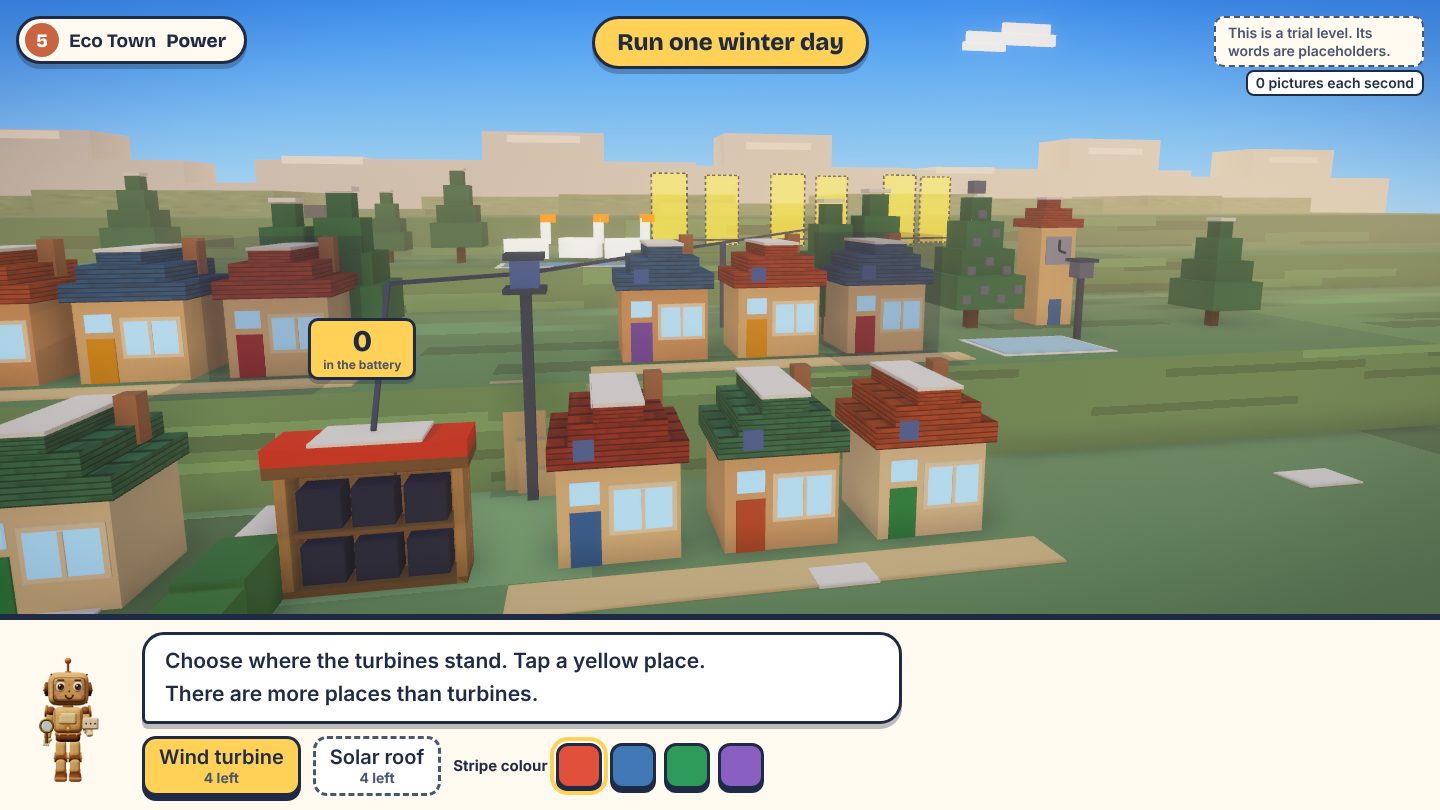 5 Eco Town Power
Run one winter day
This is a trial level. Its
words are placeholders.
0 pictures each second
0
in the battery
Choose where the turbines stand. Tap a yellow place.
There are more places than turbines.
Wind turbine
4 left
Solar roof
4 left
Stripe colour